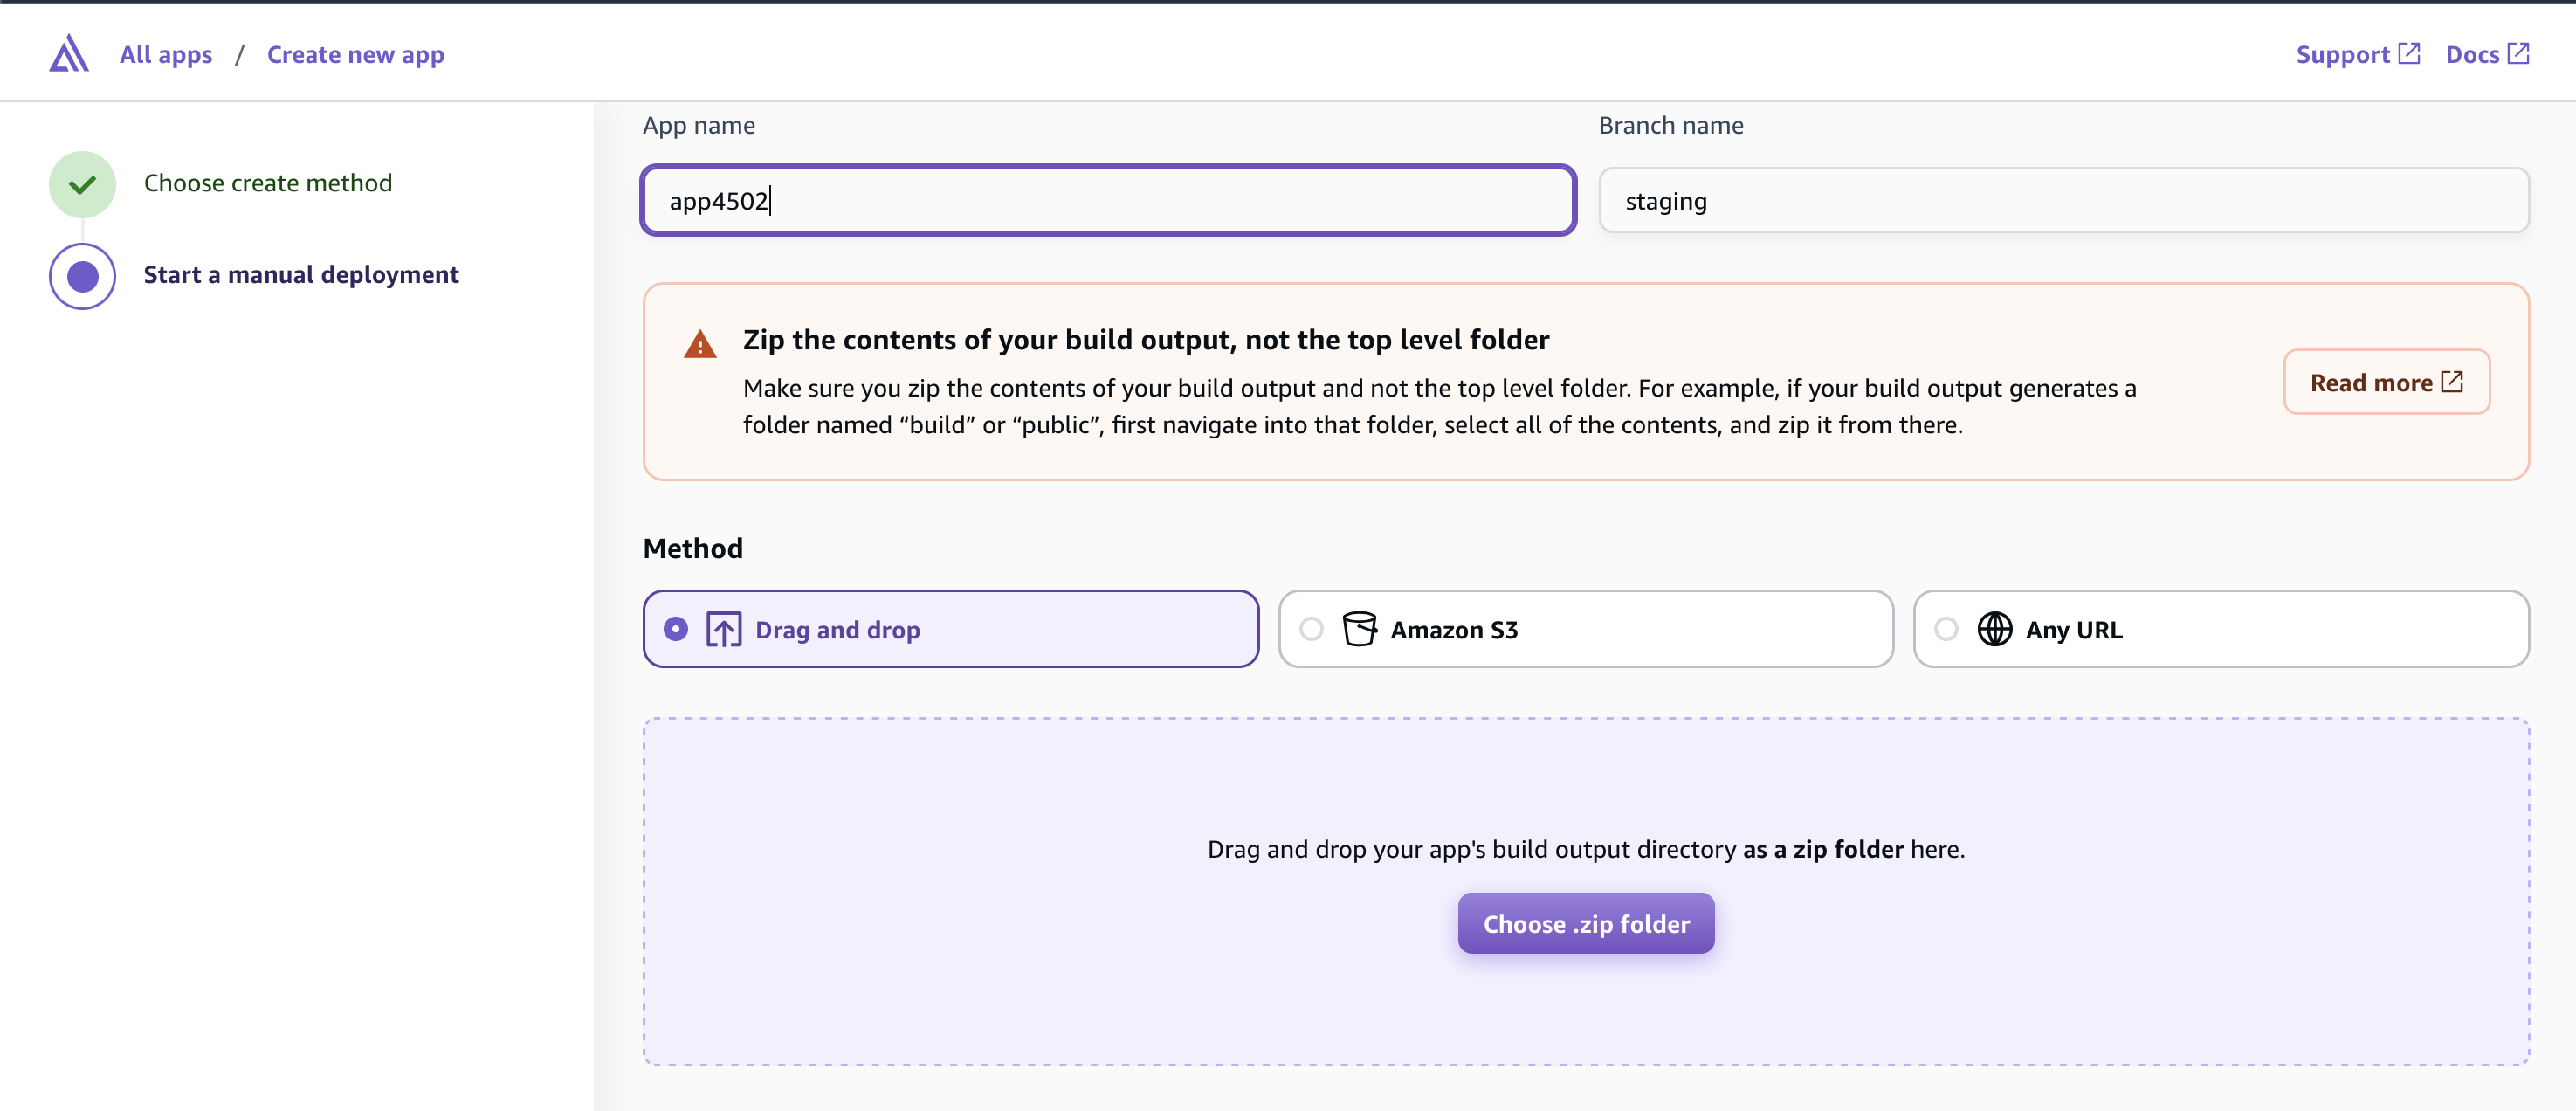 All apps / Create new app
Support
Docs
Choose create method
Start a manual deployment
App name
Branch name
app4502
staging
Zip the contents of your build output, not the top level folder
Make sure you zip the contents of your build output and not the top level folder. For example, if your build output generates a
folder named “build” or “public”, first navigate into that folder, select all of the contents, and zip it from there.
Read more
Method
Drag and drop
Amazon S3
Any URL
Drag and drop your app's build output directory as a zip folder here.
Choose .zip folder